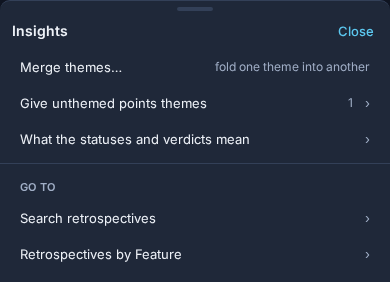 Insights
Close
Merge themes...
fold one theme into another
Give unthemed points themes
1 ›
What the statuses and verdicts mean ›
GO TO
Search retrospectives ›
Retrospectives by Feature ›